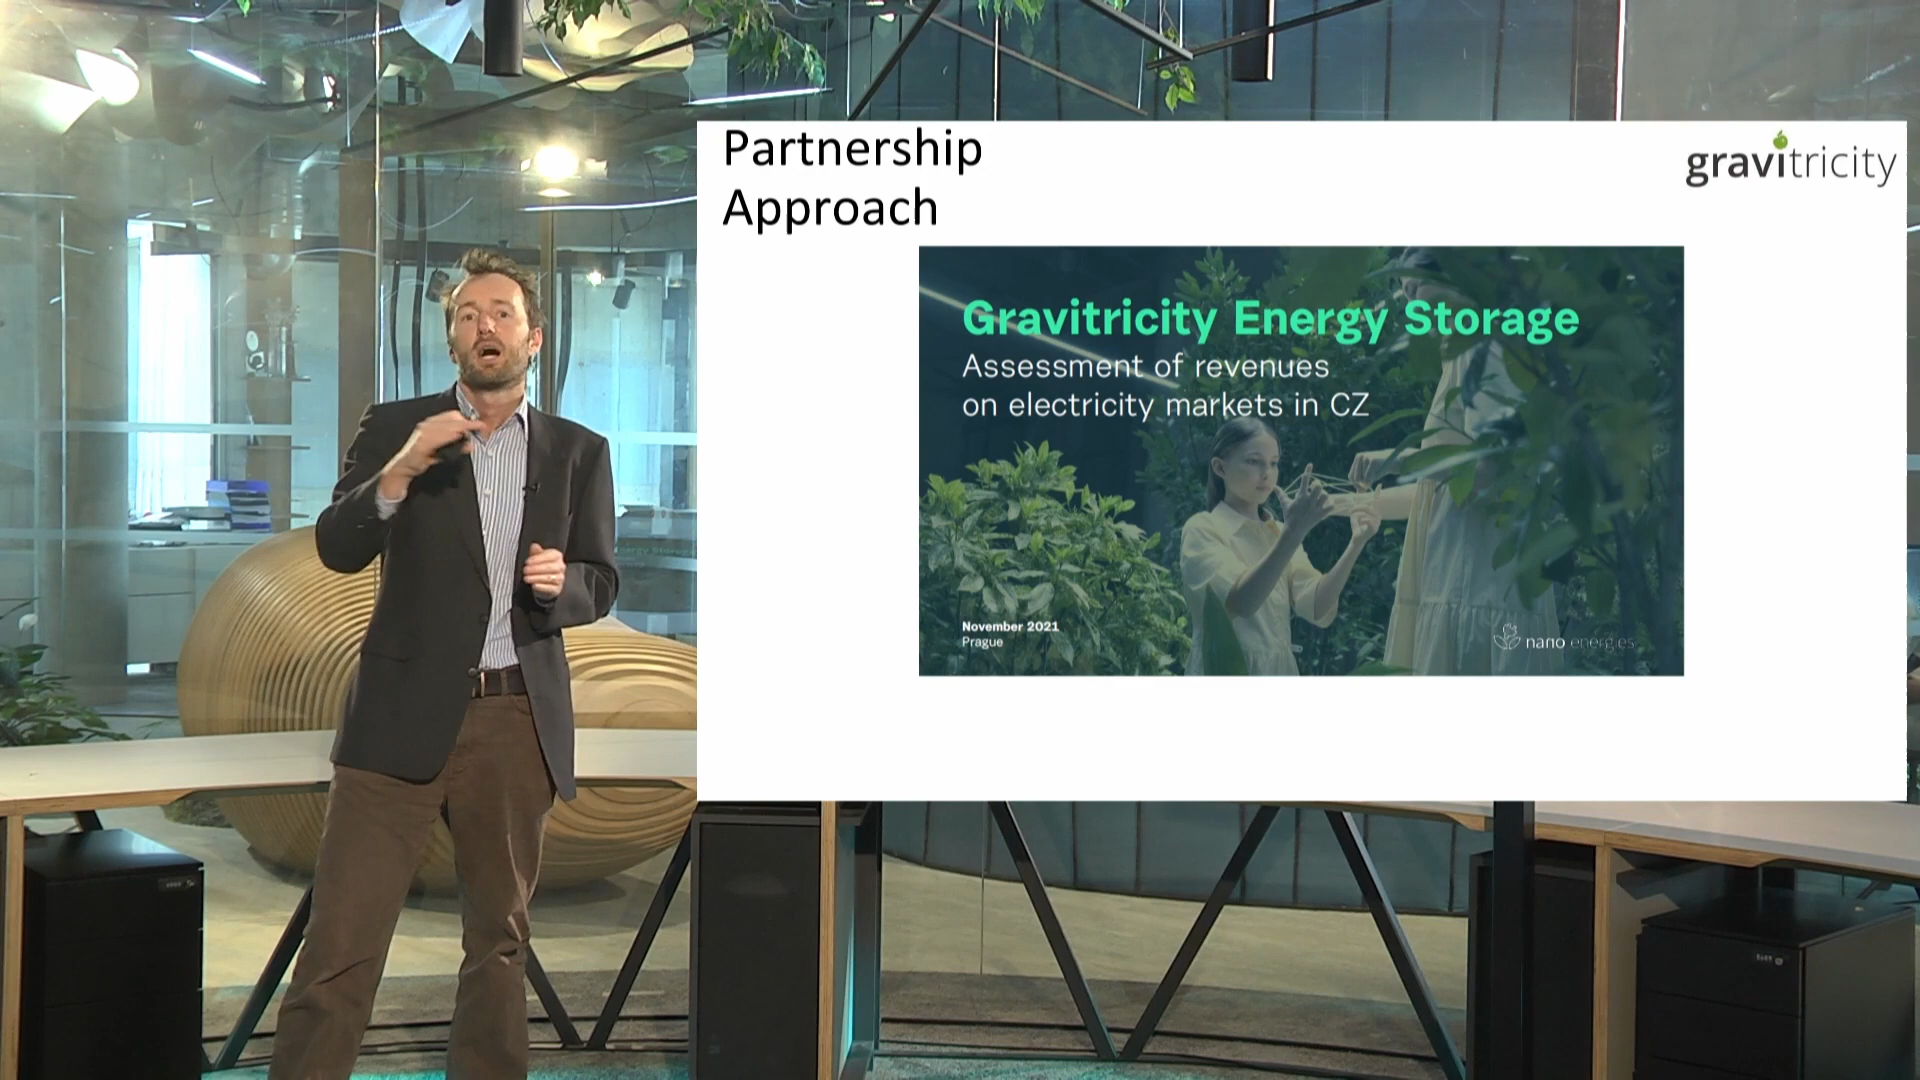 Partnership
Approach
gravitricity
Gravitricity Energy Storage
Assessment of revenues
on electricity markets in CZ
November 2021
Prague
nano energies